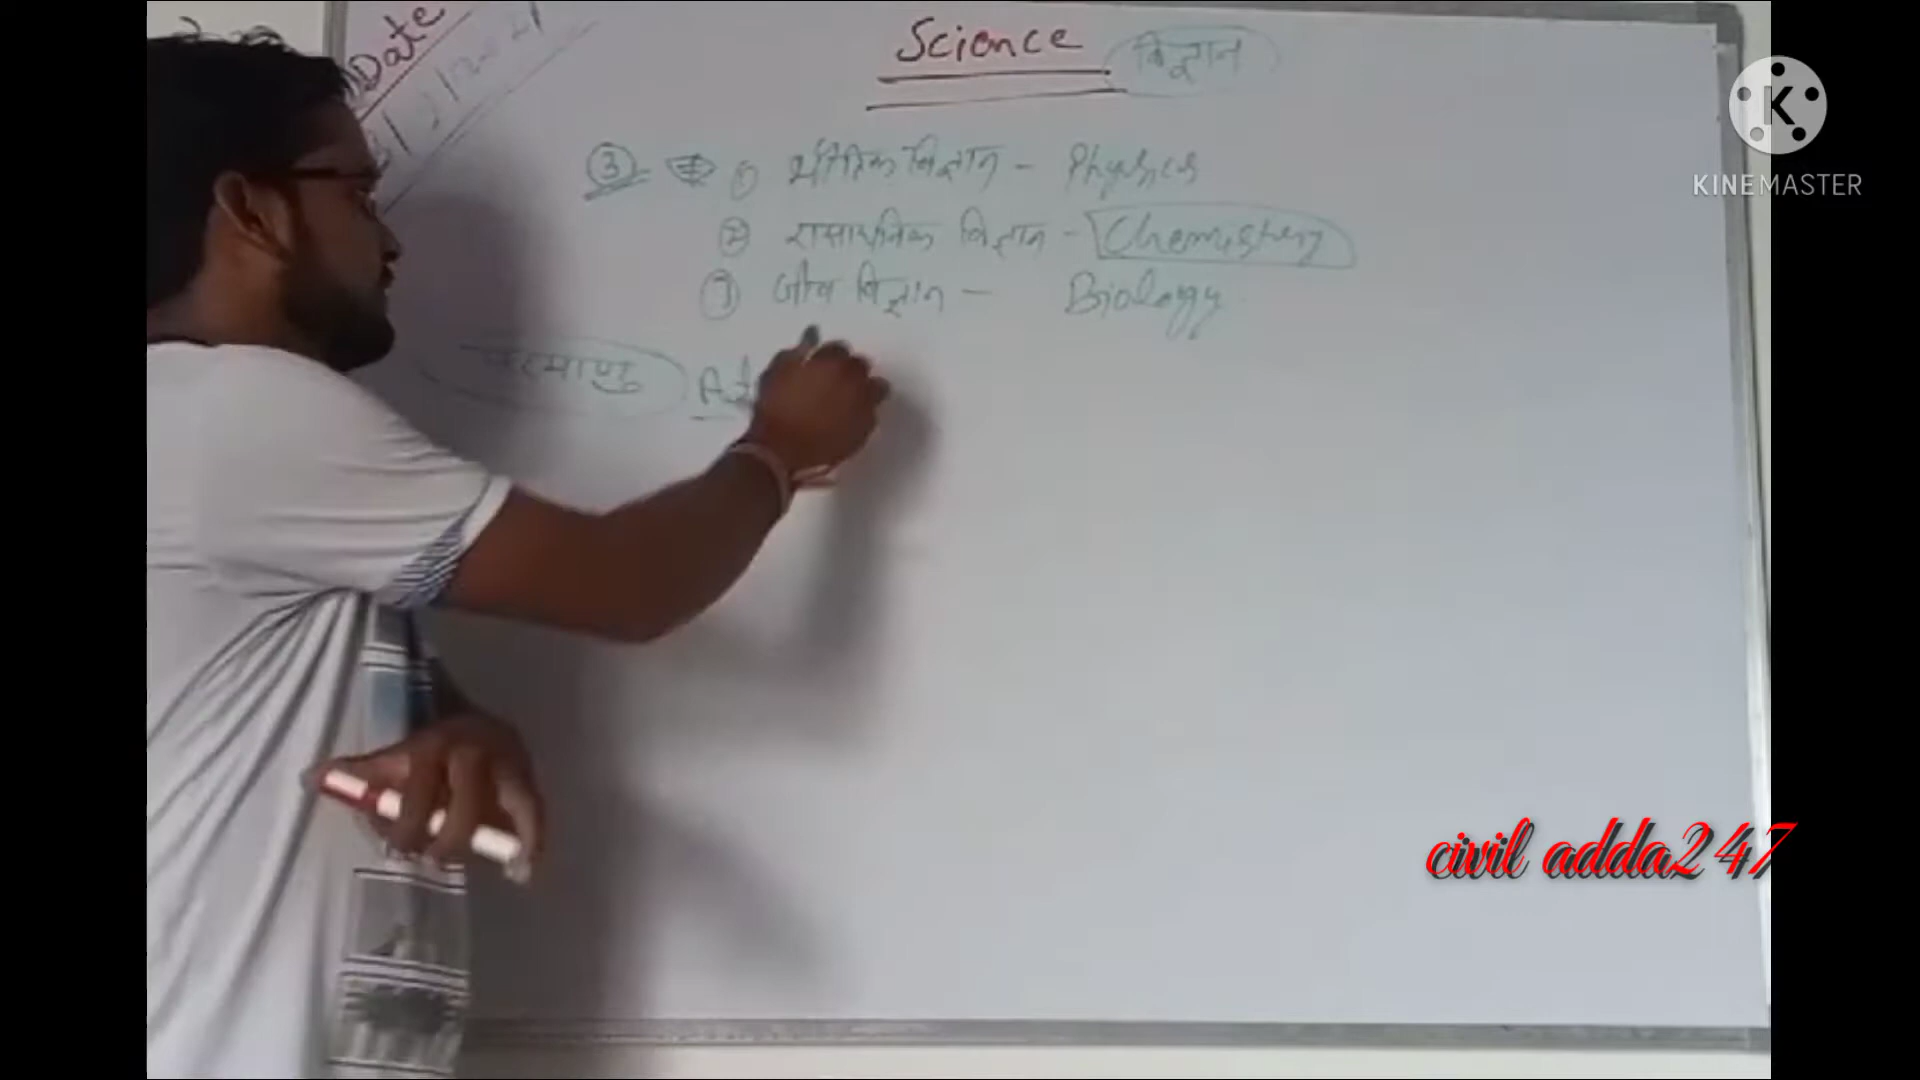 Date
Science विज्ञान
③ ① भौतिक विज्ञान - Physics
② रासायनिक विज्ञान - Chemistry
③ जीव विज्ञान - Biology
परमाणु
KINEMASTER
civil adda247